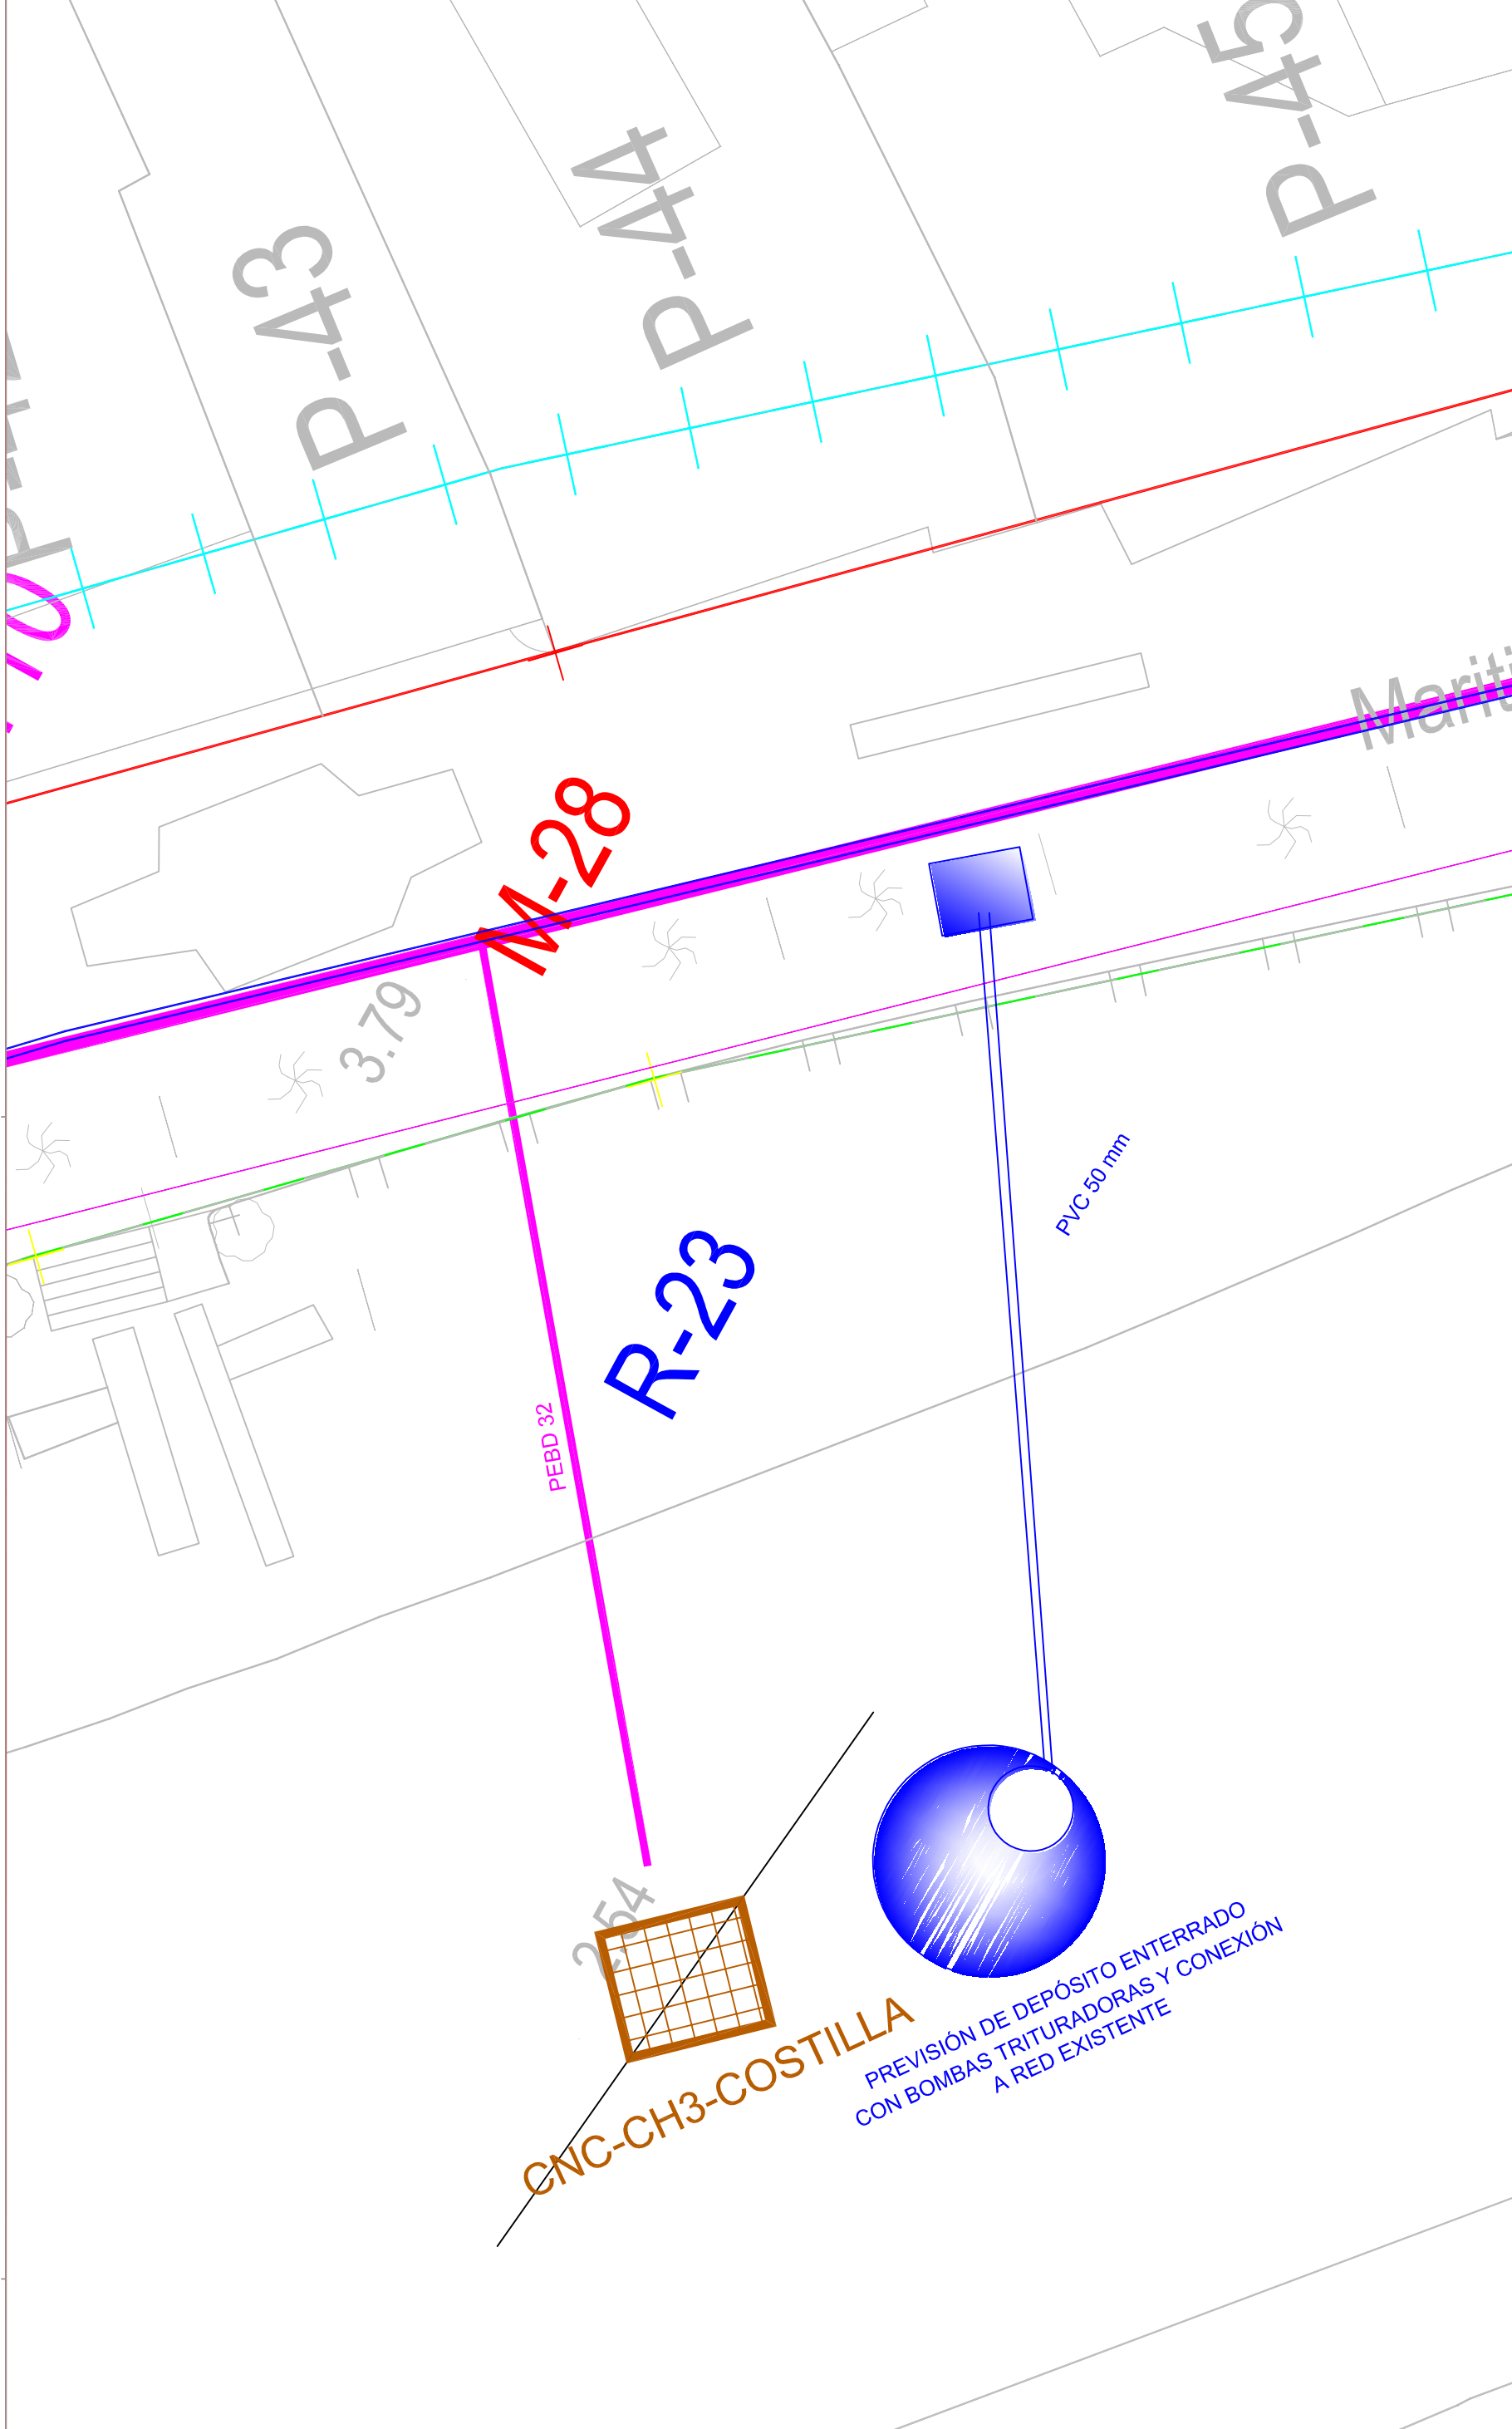 P-45
P-44
P-43
Mariti
M-28
3.79
PVC 50 mm
R-23
PEBD 32
2.54
CNC-CH3-COSTILLA
PREVISIÓN DE DEPÓSITO ENTERRADO
CON BOMBAS TRITURADORAS Y CONEXIÓN
A RED EXISTENTE